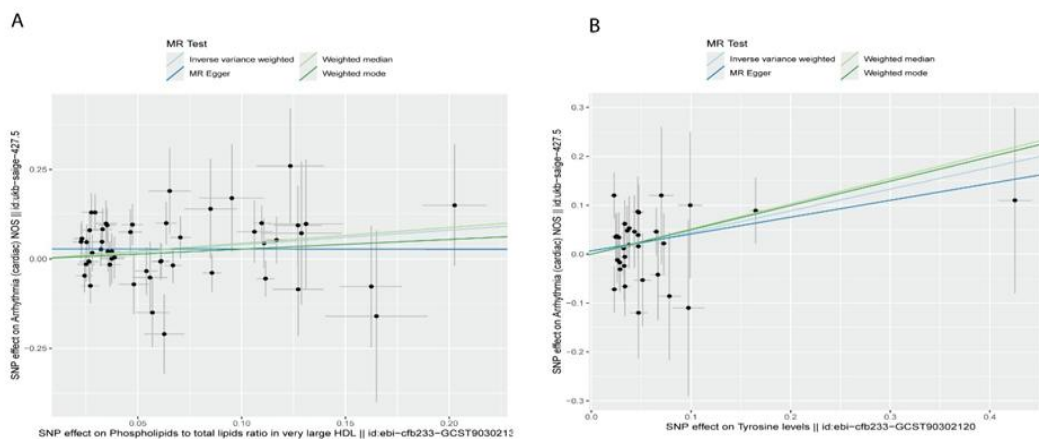 A
MR Test
Inverse variance weighted
Weighted median
MR Egger
Weighted mode
SNP effect on Arrhythmia (cardiac) NOS || id:ukb-saige-427.5
0.25
0.00
−0.25
0.05
0.10
0.15
0.20
SNP effect on Phospholipids to total lipids ratio in very large HDL || id:ebi-cfb233-GCST9030213
B
MR Test
Inverse variance weighted
Weighted median
MR Egger
Weighted mode
SNP effect on Arrhythmia (cardiac) NOS || id:ukb-saige-427.5
0.3
0.2
0.1
0.0
−0.1
−0.2
−0.3
0.0
0.1
0.2
0.3
0.4
SNP effect on Tyrosine levels || id:ebi-cfb233-GCST90302120